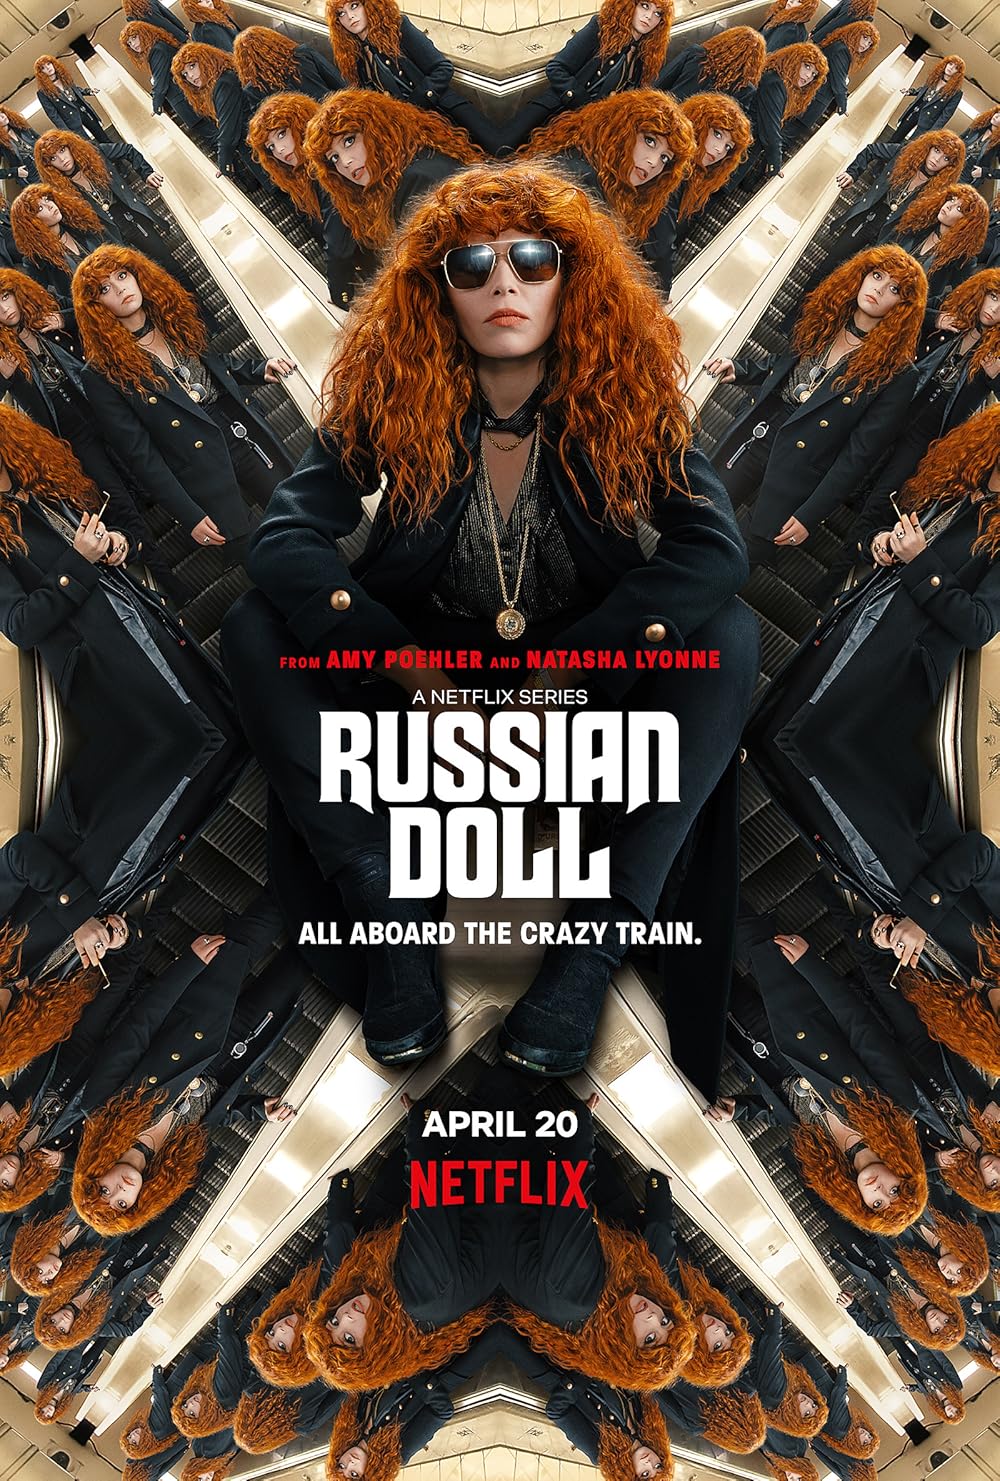 FROM AMY POEHLER AND NATASHA LYONNE
A NETFLIX SERIES
RUSSIAN
DOLL
ALL ABOARD THE CRAZY TRAIN.
APRIL 20
NETFLIX